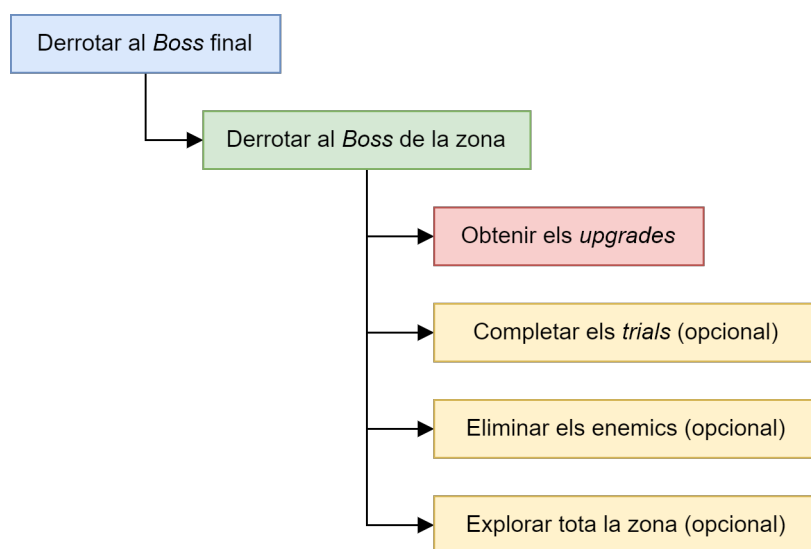 Derrotar al Boss final
Derrotar al Boss de la zona
Obtenir els upgrades
Completar els trials (opcional)
Eliminar els enemics (opcional)
Explorar tota la zona (opcional)